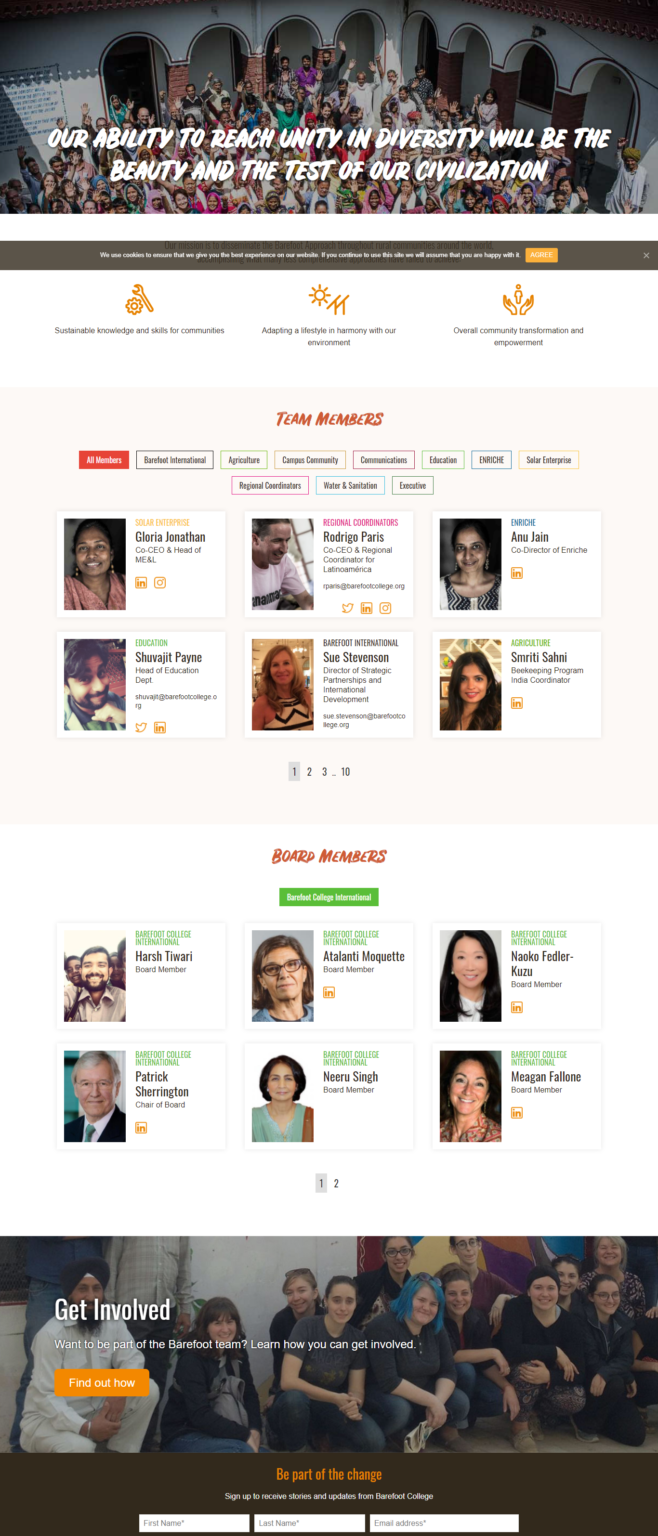 OUR ABILITY TO REACH UNITY IN DIVERSITY WILL BE THE
BEAUTY AND THE TEST OF OUR CIVILIZATION
Our mission is to disseminate the Barefoot Approach throughout rural communities around the world,
We use cookies to ensure that we give you the best experience on our website. If you continue to use this site we will assume that you are happy with it.
AGREE
Sustainable knowledge and skills for communities
Adapting a lifestyle in harmony with our
environment
Overall community transformation and
empowerment
TEAM MEMBERS
All Members
Barefoot International
Agriculture
Campus Community
Communications
Education
ENRICHE
Solar Enterprise
Regional Coordinators
Water & Sanitation
Executive
SOLAR ENTERPRISE
Gloria Jonathan
Co-CEO & Head of
ME&L
REGIONAL COORDINATORS
Rodrigo Paris
Co-CEO & Regional
Coordinator for
Latinoamérica
rparis@barefootcollege.org
ENRICHE
Anu Jain
Co-Director of Enriche
EDUCATION
Shuvajit Payne
Head of Education
Dept
shuvajit@barefootcollege.o
rg
BAREFOOT INTERNATIONAL
Sue Stevenson
Director of Strategic
Partnerships and
International
Development
sue.stevenson@barefootco
llege.org
AGRICULTURE
Smriti Sahni
Beekeeping Program
India Coordinator
1 2 3 ... 10
BOARD MEMBERS
Barefoot College International
BAREFOOT COLLEGE
INTERNATIONAL
Harsh Tiwari
Board Member
BAREFOOT COLLEGE
INTERNATIONAL
Atalanti Moquette
Board Member
BAREFOOT COLLEGE
INTERNATIONAL
Naoko Fedler-
Kuzu
Board Member
BAREFOOT COLLEGE
INTERNATIONAL
Patrick
Sherrington
Chair of Board
BAREFOOT COLLEGE
INTERNATIONAL
Neeru Singh
Board Member
BAREFOOT COLLEGE
INTERNATIONAL
Meagan Fallone
Board Member
1 2
Get Involved
Want to be part of the Barefoot team? Learn how you can get involved.
Find out how
Be part of the change
Sign up to receive stories and updates from Barefoot College
First Name*
Last Name*
Email address*